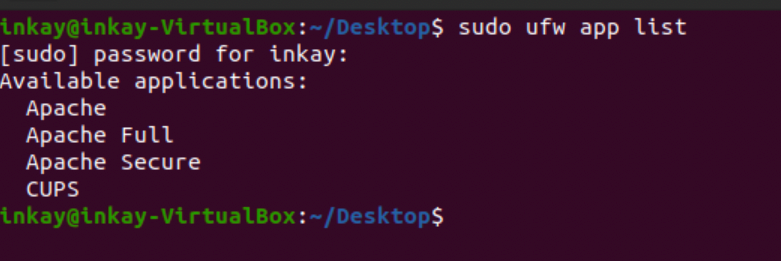 inkay@inkay-VirtualBox:~/Desktop$ sudo ufw app list
[sudo] password for inkay:
Available applications:
  Apache
  Apache Full
  Apache Secure
  CUPS
inkay@inkay-VirtualBox:~/Desktop$